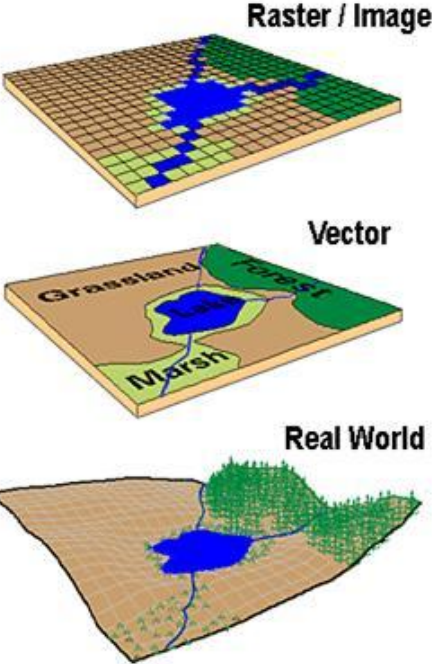 Raster / Image
Vector
Grassland
Forest
Lake
Marsh
Real World